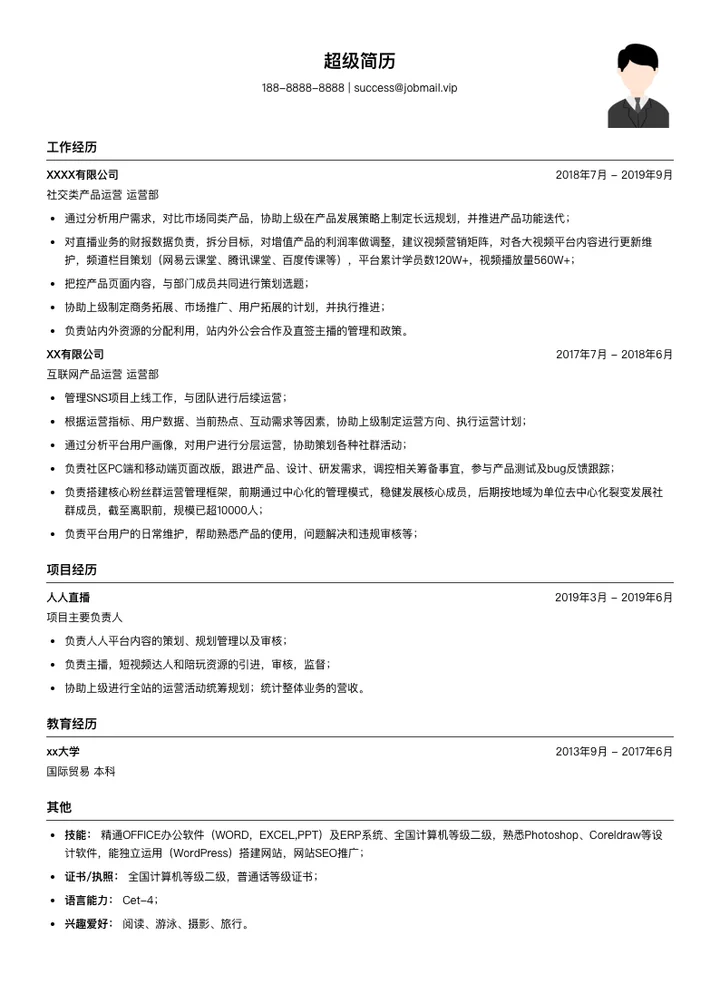 超级简历
188-8888-8888 | success@jobmail.vip
工作经历
XXXX有限公司 2018年7月 - 2019年9月
社交类产品运营 运营部
• 通过分析用户需求，对比市场同类产品，协助上级在产品发展策略上制定长远规划，并推进产品功能迭代；
• 对直播业务的财报数据负责，拆分目标，对增值产品的利润率做调整，建议视频营销矩阵，对各大视频平台内容进行更新维
护，频道栏目策划（网易云课堂、腾讯课堂、百度传课等），平台累计学员数120W+，视频播放量560W+；
• 把控产品页面内容，与部门成员共同进行策划选题；
• 协助上级制定商务拓展、市场推广、用户拓展的计划，并执行推进；
• 负责站内外资源的分配利用，站内外公会合作及直签主播的管理和政策。
XX有限公司 2017年7月 - 2018年6月
互联网产品运营 运营部
• 管理SNS项目上线工作，与团队进行后续运营；
• 根据运营指标、用户数据、当前热点、互动需求等因素，协助上级制定运营方向、执行运营计划；
• 通过分析平台用户画像，对用户进行分层运营，协助策划各种社群活动；
• 负责社区PC端和移动端页面改版，跟进产品、设计、研发需求，调控相关筹备事宜，参与产品测试及bug反馈跟踪；
• 负责搭建核心粉丝群运营管理框架，前期通过中心化的管理模式，稳健发展核心成员，后期按地域为单位去中心化裂变发展社
群成员，截至离职前，规模已超10000人；
• 负责平台用户的日常维护，帮助熟悉产品的使用，问题解决和违规审核等；
项目经历
人人直播 2019年3月 - 2019年6月
项目主要负责人
• 负责人人平台内容的策划、规划管理以及审核；
• 负责主播，短视频达人和陪玩资源的引进，审核，监督；
• 协助上级进行全站的运营活动统筹规划；统计整体业务的营收。
教育经历
xx大学 2013年9月 - 2017年6月
国际贸易 本科
其他
• 技能： 精通OFFICE办公软件（WORD，EXCEL,PPT）及ERP系统、全国计算机等级二级，熟悉Photoshop、Coreldraw等设
计软件，能独立运用（WordPress）搭建网站，网站SEO推广；
• 证书/执照： 全国计算机等级二级，普通话等级证书；
• 语言能力： Cet-4；
• 兴趣爱好： 阅读、游泳、摄影、旅行。